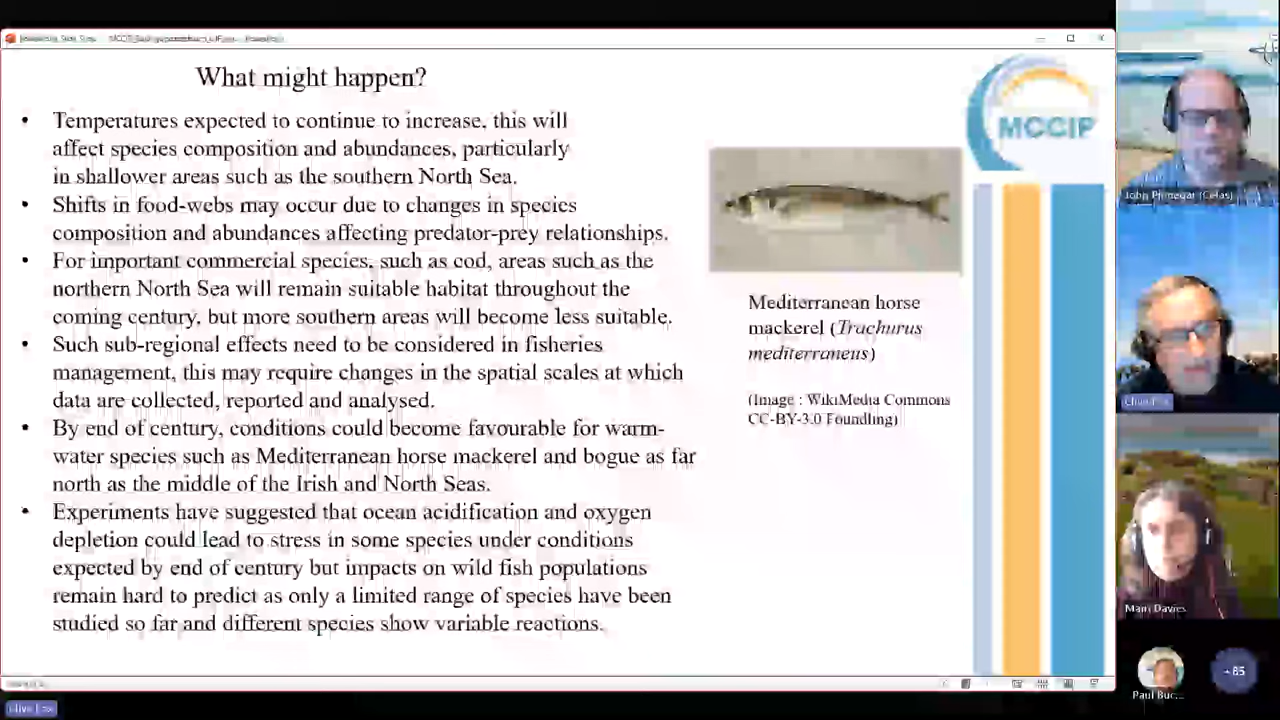 What might happen?
• Temperatures expected to continue to increase, this will
affect species composition and abundances, particularly
in shallower areas such as the southern North Sea.
• Shifts in food-webs may occur due to changes in species
composition and abundances affecting predator-prey relationships.
• For important commercial species, such as cod, areas such as the
northern North Sea will remain suitable habitat throughout the
coming century, but more southern areas will become less suitable.
• Such sub-regional effects need to be considered in fisheries
management, this may require changes in the spatial scales at which
data are collected, reported and analysed.
• By end of century, conditions could become favourable for warm-
water species such as Mediterranean horse mackerel and bogue as far
north as the middle of the Irish and North Seas.
• Experiments have suggested that ocean acidification and oxygen
depletion could lead to stress in some species under conditions
expected by end of century but impacts on wild fish populations
remain hard to predict as only a limited range of species have been
studied so far and different species show variable reactions.
MCCIP
Mediterranean horse
mackerel (Trachurus
mediterraneus)
(Image : WikiMedia Commons
CC-BY-3.0 Foundling)
John Pinnegar (Cefas)
Clive Fox
Davies
Paul Buc...
+85
Clive Fox